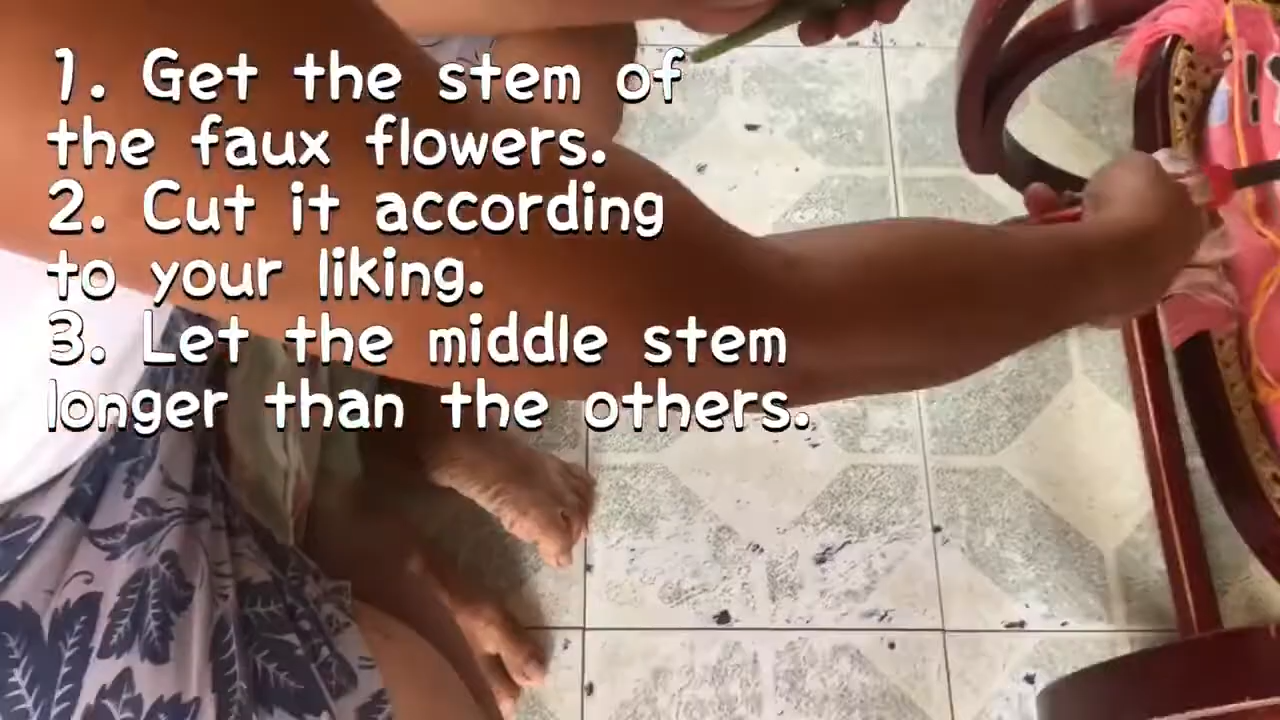 1. Get the stem of
the faux flowers.
2. Cut it according
to your liking.
3. Let the middle stem
longer than the others.